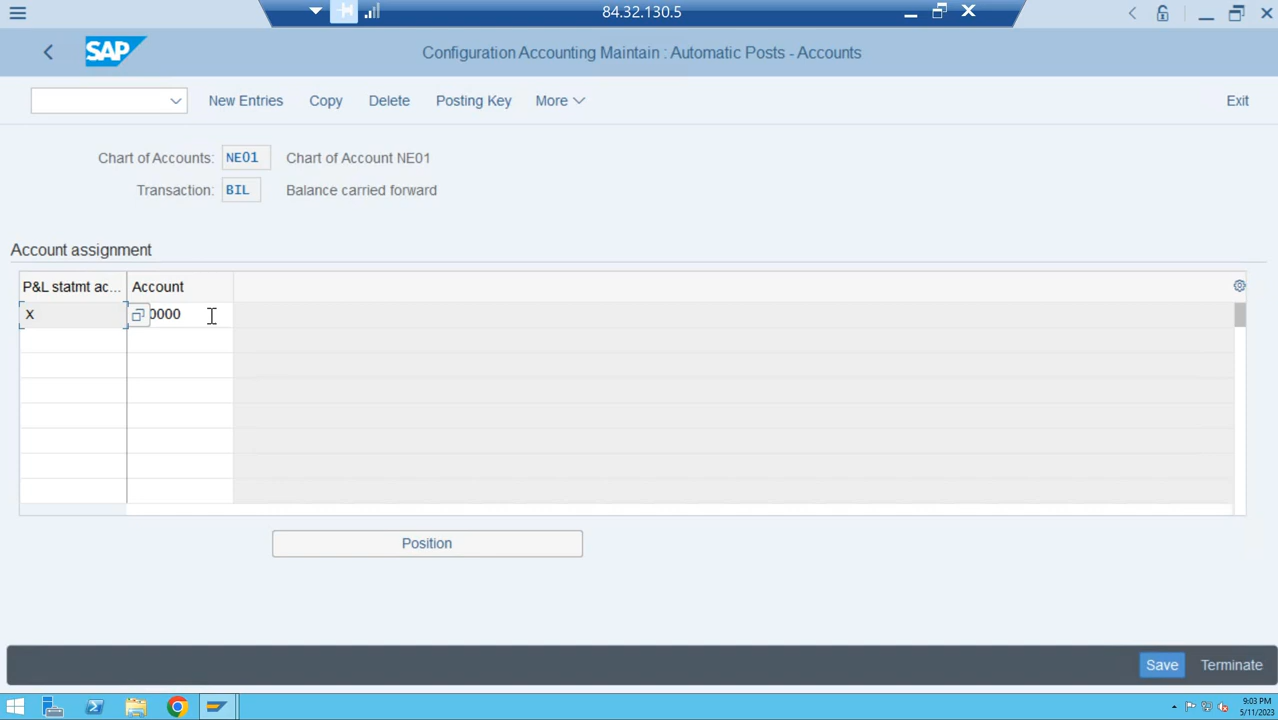 84.32.130.5
SAP
Configuration Accounting Maintain : Automatic Posts - Accounts
New Entries Copy Delete Posting Key More Exit
Chart of Accounts: NE01 Chart of Account NE01
Transaction: BIL Balance carried forward
Account assignment
P&L statmt ac... Account
X 0000
Position
Save Terminate
9:03 PM
5/11/2023